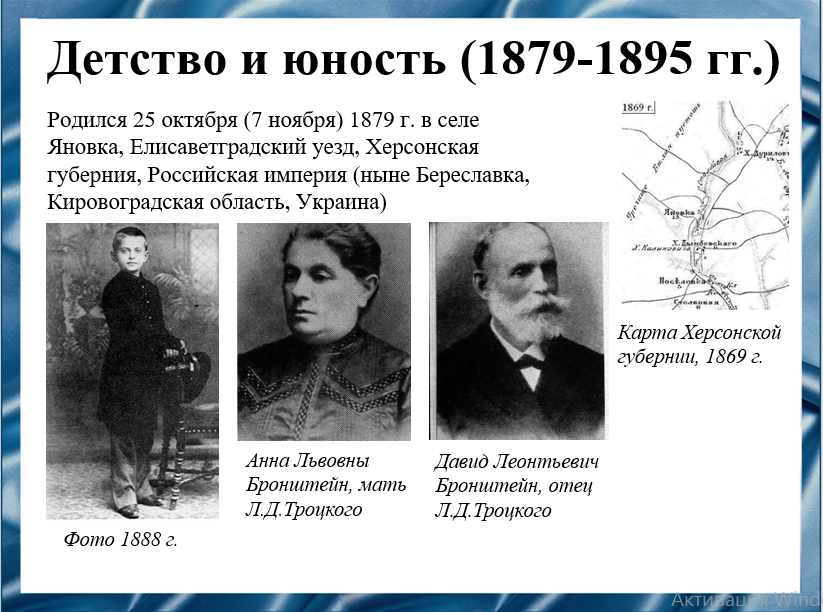 Детство и юность (1879-1895 гг.)
Родился 25 октября (7 ноября) 1879 г. в селе
Яновка, Елисаветградский уезд, Херсонская
губерния, Российская империя (ныне Береславка,
Кировоградская область, Украина)
1869 г.
Х. Дурилов
Яновка
Х. Дымбовскаго
Столковая
Карта Херсонской
губернии, 1869 г.
Анна Львовны
Бронштейн, мать
Л.Д.Троцкого
Давид Леонтьевич
Бронштейн, отец
Л.Д.Троцкого
Фото 1888 г.
Активация Wind